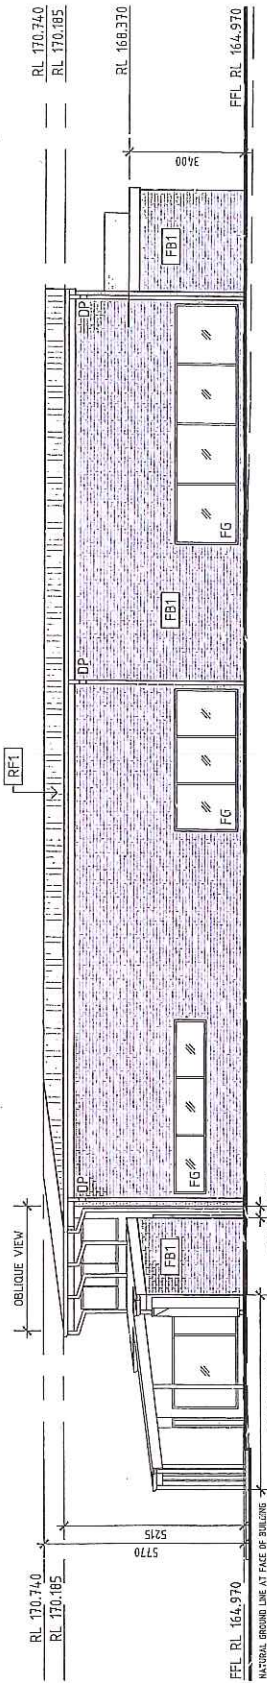 RL 170.740
RL 170.185
OBLIQUE VIEW
RF1
RL 170.740
RL 170.185
RL 168.370
5770
5215
FB1
DP
FG
DP
FG
FB1
DP
FG
FB1
3400
FFL RL 164.970
FFL RL 164.970
NATURAL GROUND LINE AT FACE OF BUILDING